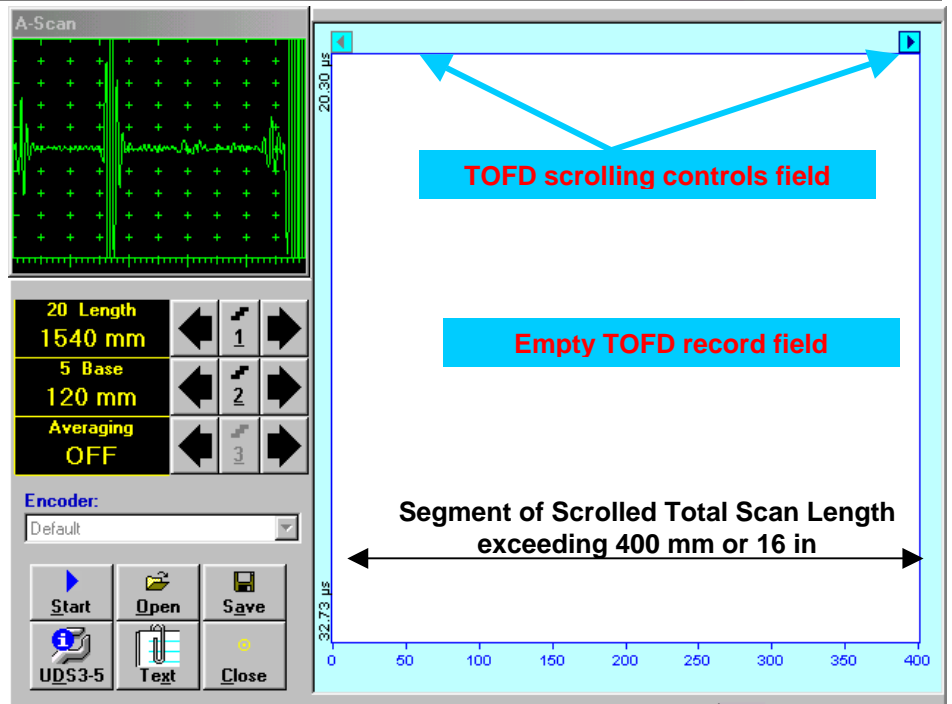 A-Scan
20.30 µs
TOFD scrolling controls field
20 Length
1540 mm
1
Empty TOFD record field
5 Base
120 mm
2
Averaging
OFF
3
Encoder:
Default
Segment of Scrolled Total Scan Length
exceeding 400 mm or 16 in
Start
Open
Save
32.73 µs
UDS3-5
Text
Close
0 50 100 150 200 250 300 350 400